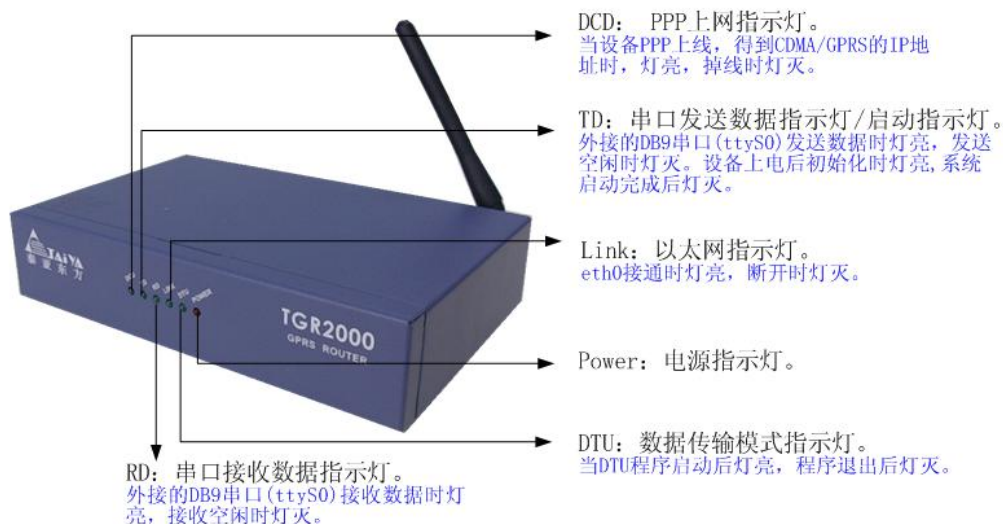 DCD： PPP上网指示灯。
当设备PPP上线，得到CDMA/GPRS的IP地
址时，灯亮，掉线时灯灭。
TD：串口发送数据指示灯/启动指示灯。
外接的DB9串口(ttyS0)发送数据时灯亮，发送
空闲时灯灭。设备上电后初始化时灯亮,系统
启动完成后灯灭。
Link：以太网指示灯。
eth0接通时灯亮，断开时灯灭。
TAiYA
泰亚东方
POWER
TGR2000
GPRS ROUTER
Power：电源指示灯。
DTU：数据传输模式指示灯。
当DTU程序启动后灯亮，程序退出后灯灭。
RD：串口接收数据指示灯。
外接的DB9串口(ttyS0)接收数据时灯
亮，接收空闲时灯灭。